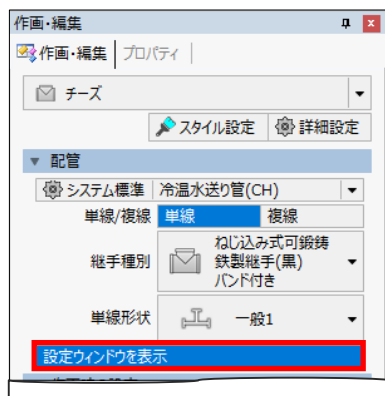 作画・編集
作画・編集 プロパティ
チーズ
スタイル設定 詳細設定
配管
システム標準 冷温水送り管(CH)
単線/複線 単線 複線
継手種別 ねじ込み式可鍛鋳
鉄製継手(黒)
バンド付き
単線形状 一般1
設定ウィンドウを表示